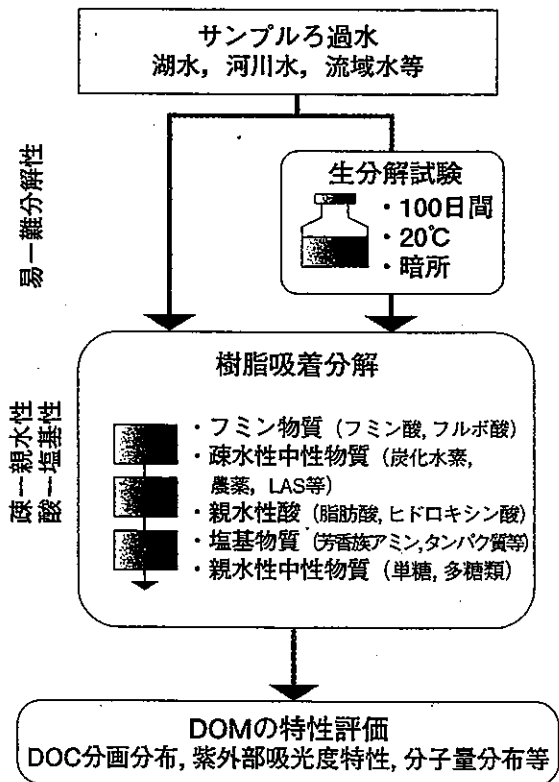 サンプルろ過水
湖水，河川水，流域水等
易ー難分解性
生分解試験
・100日間
・20℃
・暗所
疎ー親水性
酸ー塩基性
樹脂吸着分解
・フミン物質（フミン酸，フルボ酸）
・疎水性中性物質（炭化水素，
農薬，LAS等）
・親水性酸（脂肪酸，ヒドロキシン酸）
・塩基物質（芳香族アミン，タンパク質等）
・親水性中性物質（単糖，多糖類）
DOMの特性評価
DOC分画分布，紫外部吸光度特性，分子量分布等